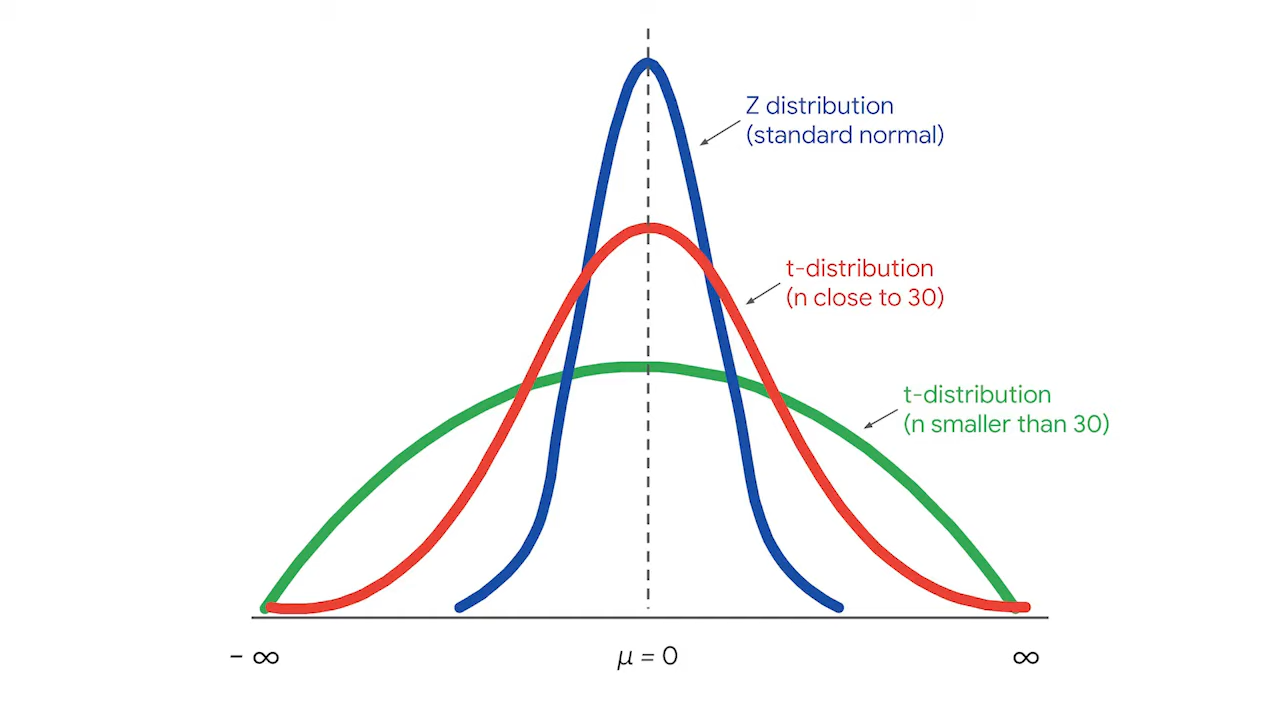 Z distribution
(standard normal)
t-distribution
(n close to 30)
t-distribution
(n smaller than 30)
- ∞
μ = 0
∞